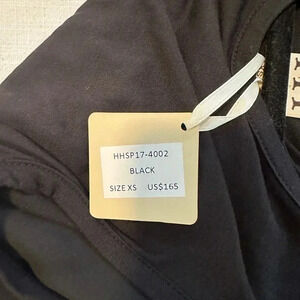 HHSP17-4002
BLACK
SIZE XS US$165